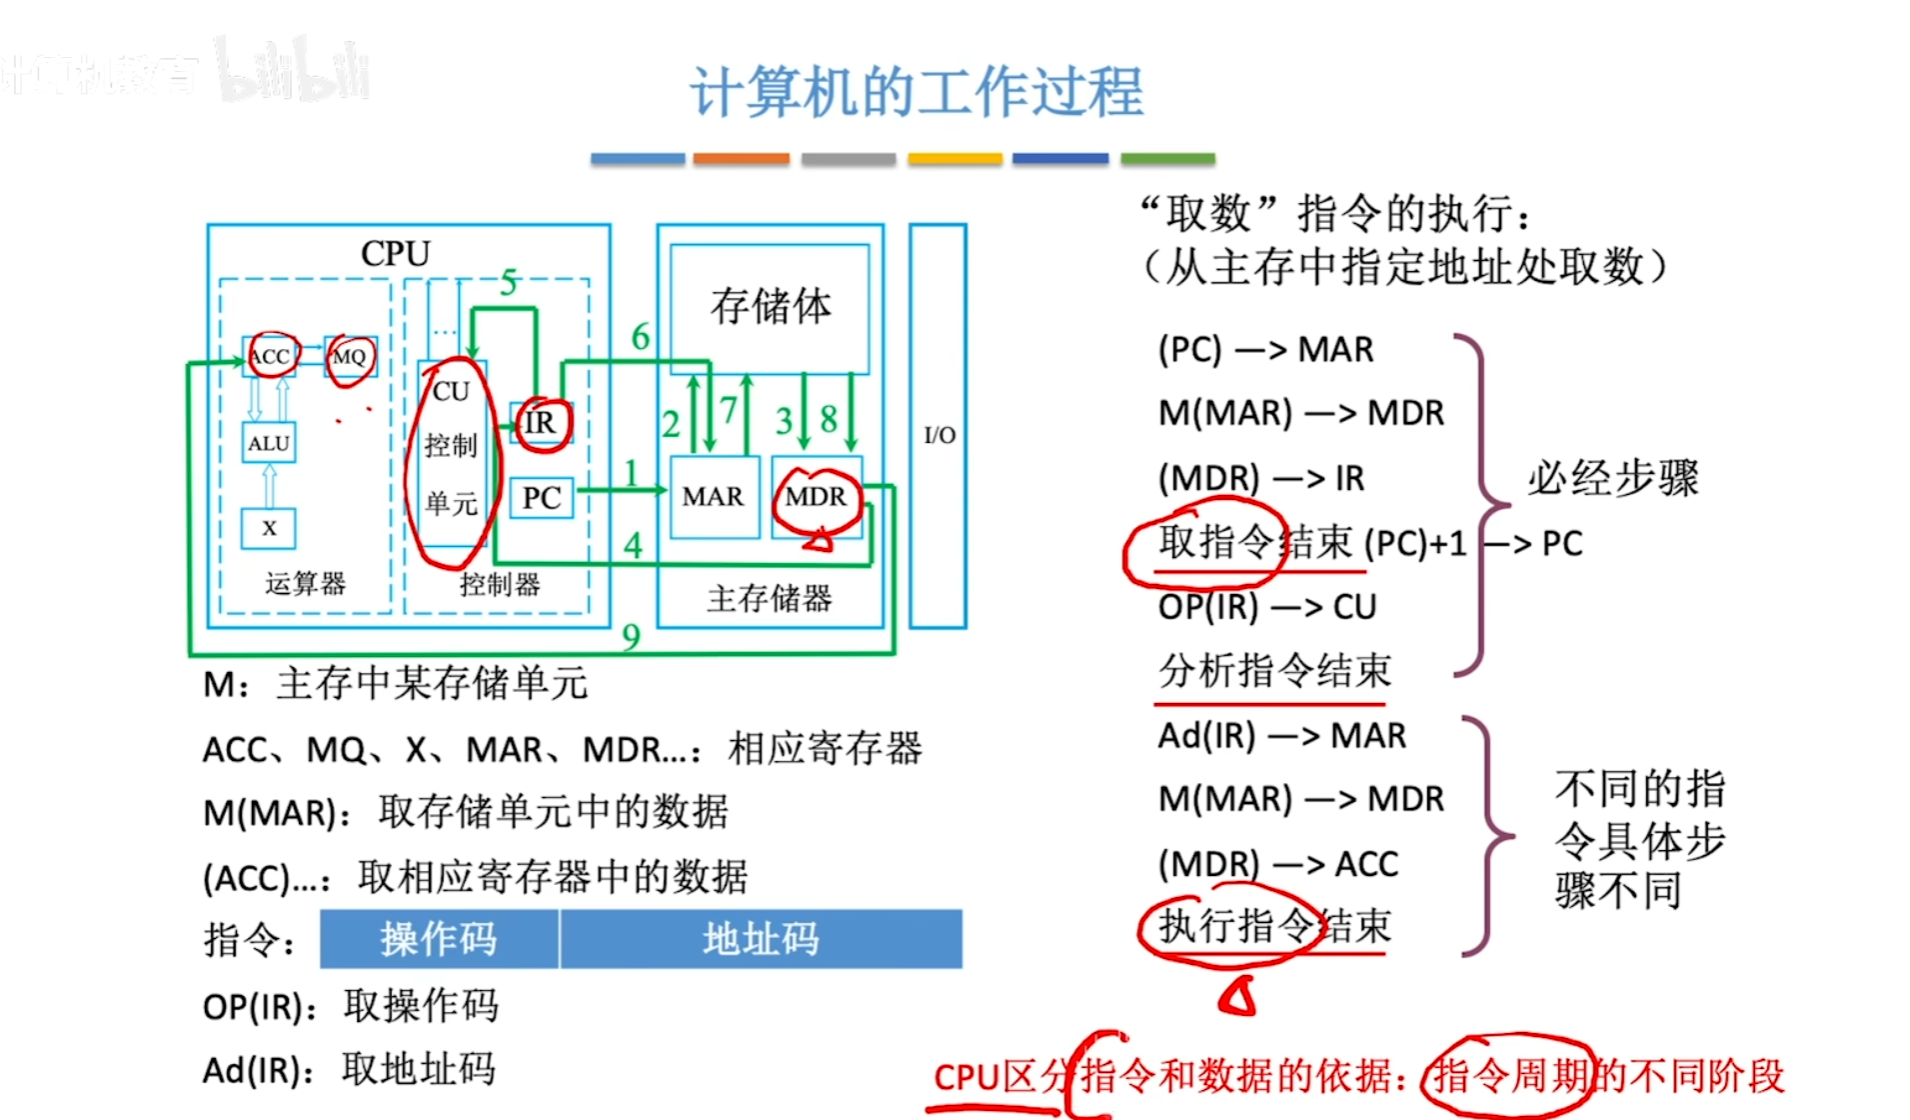 计算机教育 bilibili
计算机的工作过程
CPU
ACC
MQ
ALU
X
运算器
...
CU
控制
单元
IR
PC
控制器
存储体
MAR
MDR
主存储器
I/O
5
6
2
7
3
8
1
4
9
M：主存中某存储单元
ACC、MQ、X、MAR、MDR...：相应寄存器
M(MAR)：取存储单元中的数据
(ACC)...：取相应寄存器中的数据
指令：操作码 地址码
OP(IR)：取操作码
Ad(IR)：取地址码
“取数”指令的执行：
（从主存中指定地址处取数）
(PC) —> MAR
M(MAR) —> MDR
(MDR) —> IR
取指令结束 (PC)+1 —> PC
OP(IR) —> CU
分析指令结束
必经步骤
Ad(IR) —> MAR
M(MAR) —> MDR
(MDR) —> ACC
执行指令结束
不同的指
令具体步
骤不同
CPU区分指令和数据的依据：指令周期的不同阶段